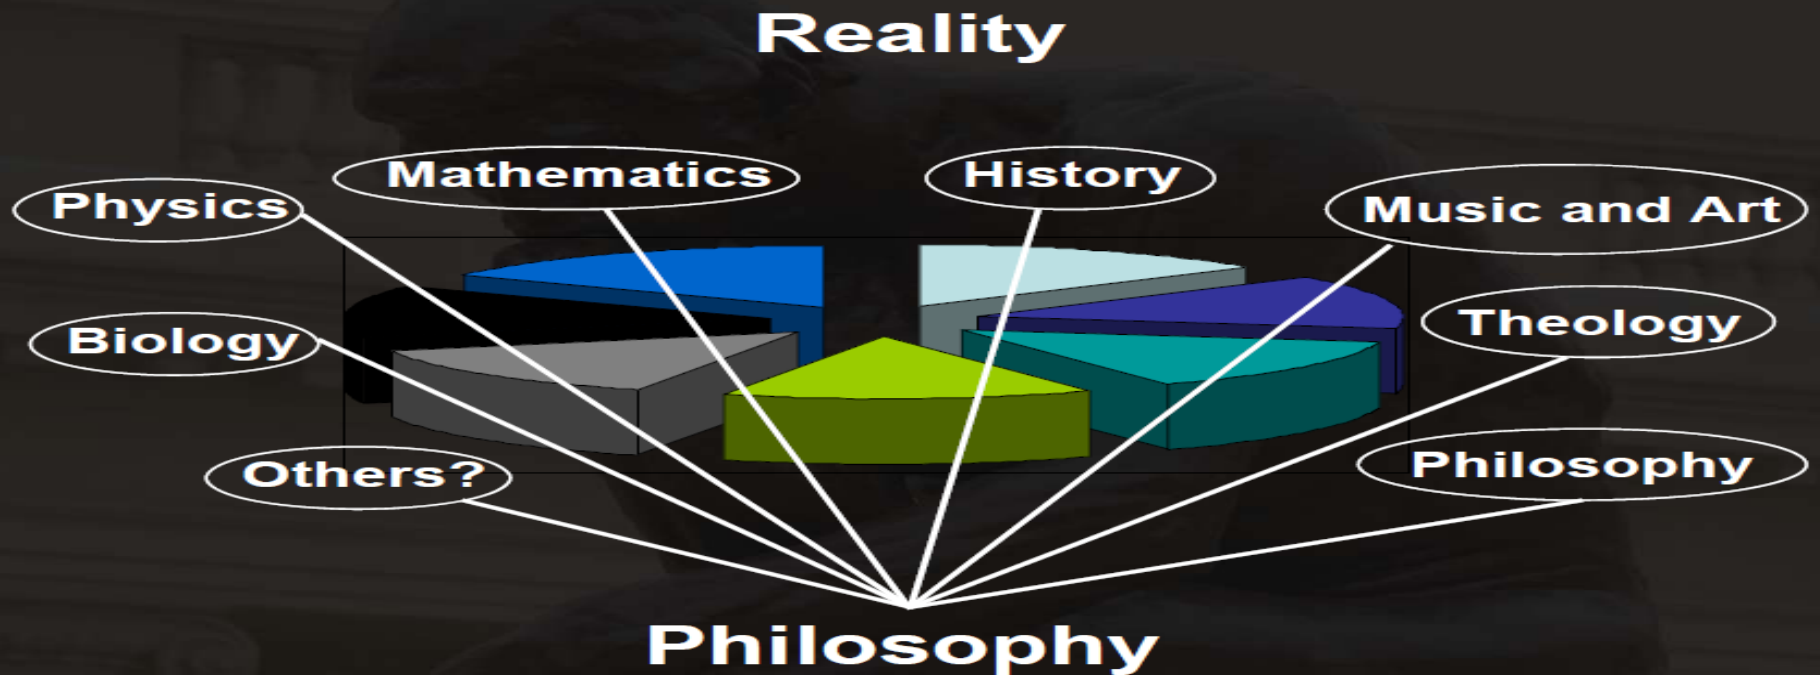 Reality
Mathematics
History
Physics
Music and Art
Biology
Theology
Others?
Philosophy
Philosophy